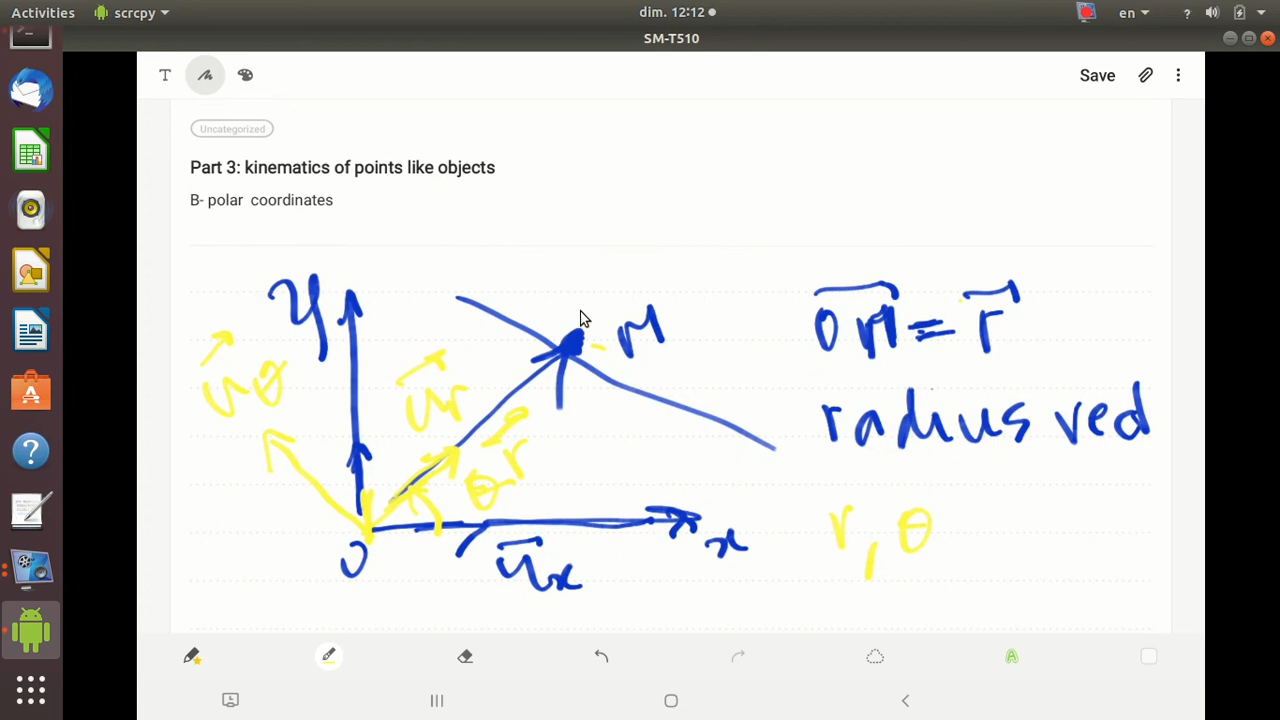 Activities scrcpy dim. 12:12 en
SM-T510
T Save
Uncategorized
Part 3: kinematics of points like objects
B- polar coordinates
y
M
OM = r
uθ
ur
radius vect
θ r
r, θ
O
ux
x
A